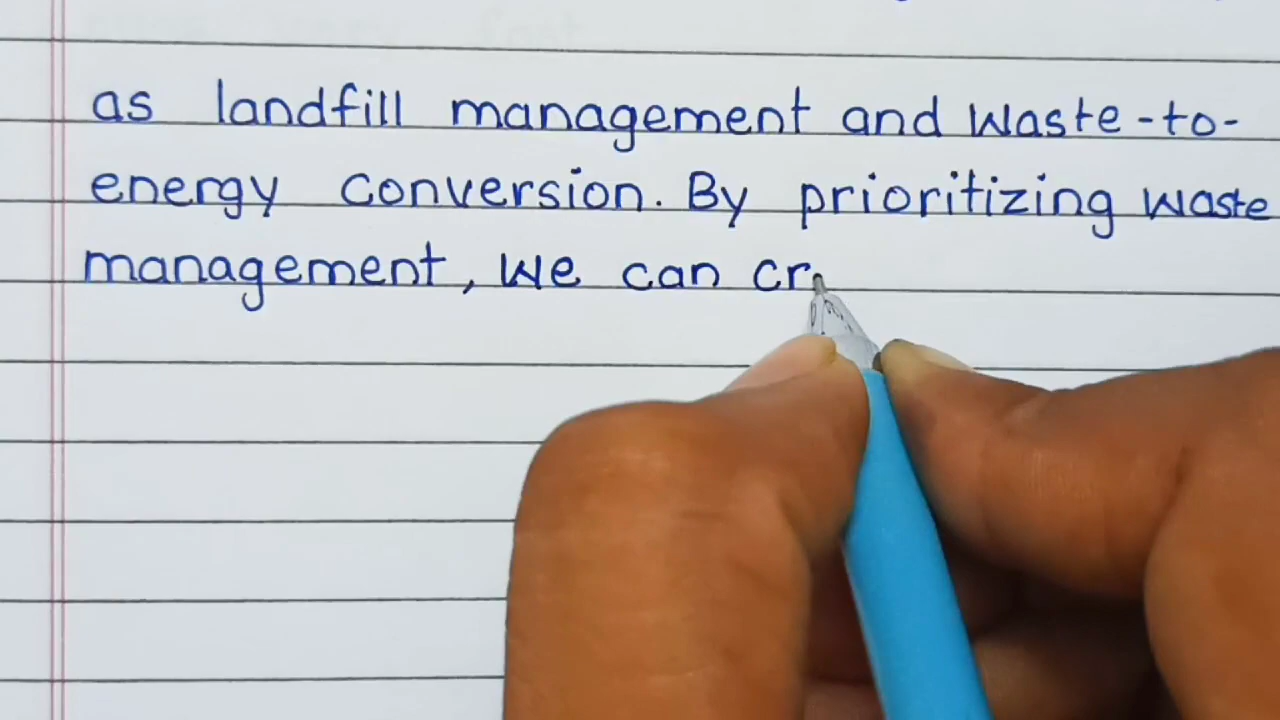 as landfill management and waste-to-
energy conversion. By prioritizing waste
management, we can cr